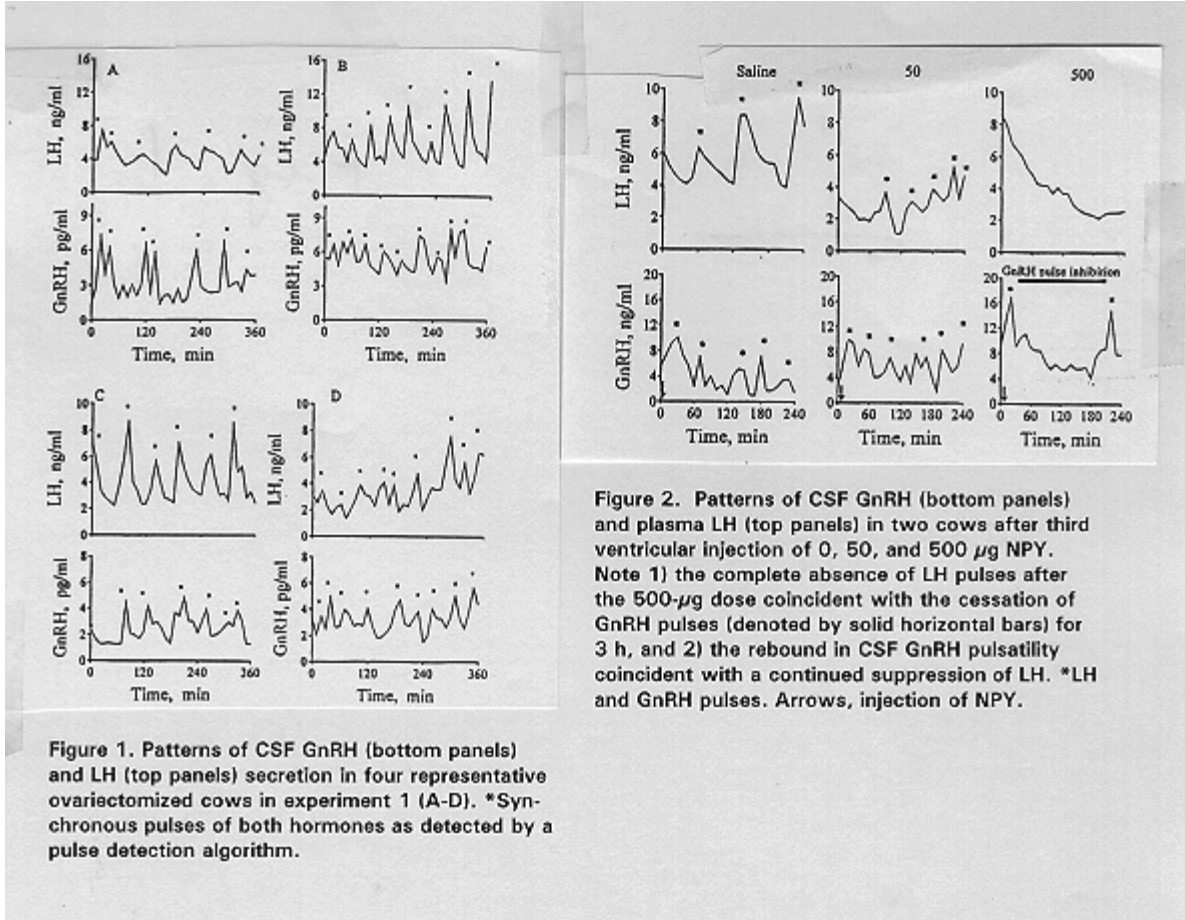 A
B
LH, ng/ml
LH, ng/ml
16
12
8
4
0
16
12
8
4
0
GnRH, pg/ml
GnRH, pg/ml
9
6
3
0
9
6
3
0
0 120 240 360
0 120 240 360
Time, min
Time, min
C
D
LH, ng/ml
LH, ng/ml
10
8
6
4
2
0
10
8
6
4
2
0
GnRH, pg/ml
GnRH, pg/ml
8
6
4
2
0
8
6
4
2
0
0 120 240 360
0 120 240 360
Time, min
Time, min
Figure 1. Patterns of CSF GnRH (bottom panels)
and LH (top panels) secretion in four representative
ovariectomized cows in experiment 1 (A-D). *Syn-
chronous pulses of both hormones as detected by a
pulse detection algorithm.
Saline 50 500
LH, ng/ml
10
8
6
4
2
0
10
8
6
4
2
0
10
8
6
4
2
0
GnRH pulse inhibition
GnRH, ng/ml
20
16
12
8
4
0
20
16
12
8
4
0
20
16
12
8
4
0
0 60 120 180 240
0 60 120 180 240
0 60 120 180 240
Time, min
Time, min
Time, min
Figure 2. Patterns of CSF GnRH (bottom panels)
and plasma LH (top panels) in two cows after third
ventricular injection of 0, 50, and 500 µg NPY.
Note 1) the complete absence of LH pulses after
the 500-µg dose coincident with the cessation of
GnRH pulses (denoted by solid horizontal bars) for
3 h, and 2) the rebound in CSF GnRH pulsatility
coincident with a continued suppression of LH. *LH
and GnRH pulses. Arrows, injection of NPY.